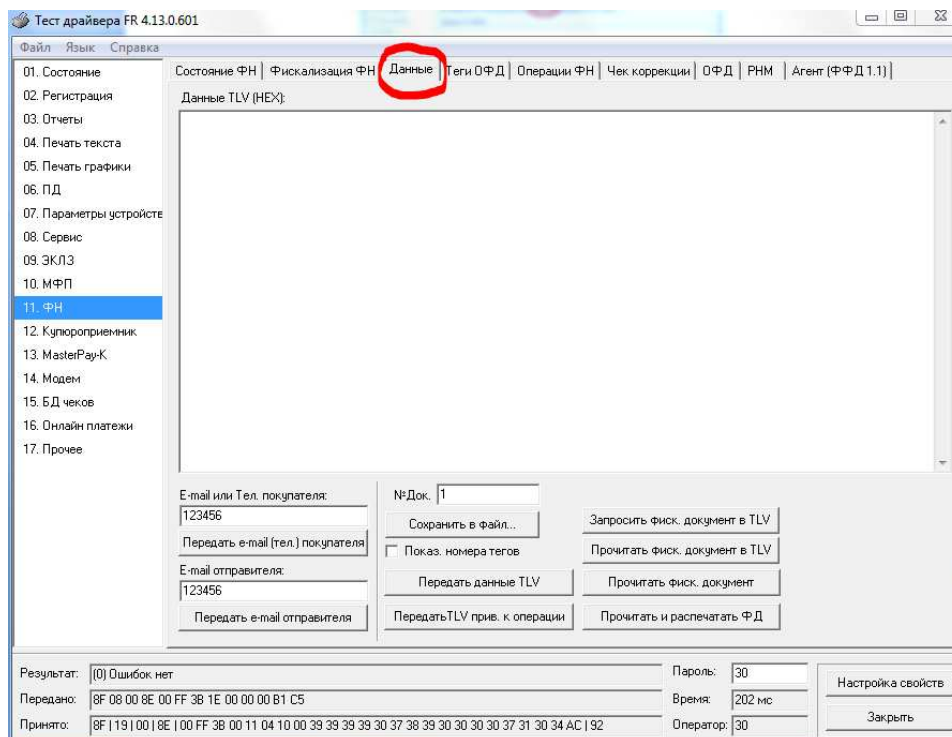 Тест драйвера FR 4.13.0.601
Файл Язык Справка
01. Состояние
02. Регистрация
03. Отчеты
04. Печать текста
05. Печать графики
06. ПД
07. Параметры устройств
08. Сервис
09. ЭКЛЗ
10. МФП
11. ФН
12. Купюроприемник
13. MasterPay-K
14. Модем
15. БД чеков
16. Онлайн платежи
17. Прочее
Состояние ФН Фискализация ФН Данные Теги ОФД Операции ФН Чек коррекции ОФД РНМ Агент (ФФД 1.1)
Данные TLV (HEX):
E-mail или Тел. покупателя:
123456
Передать e-mail (тел.) покупателя
E-mail отправителя:
123456
Передать e-mail отправителя
№Док. 1
Сохранить в файл...
Показ. номера тегов
Передать данные TLV
ПередатьTLV прив. к операции
Запросить фиск. документ в TLV
Прочитать фиск. документ в TLV
Прочитать фиск. документ
Прочитать и распечатать ФД
Результат: (0) Ошибок нет
Передано: 8F 08 00 8E 00 FF 3B 1E 00 00 00 B1 C5
Принято: 8F | 19 | 00 | 8E | 00 FF 3B 00 11 04 10 00 39 39 39 39 30 37 38 39 30 30 30 30 37 31 30 34 AC | 92
Пароль: 30
Время: 202 мс
Оператор: 30
Настройка свойств
Закрыть